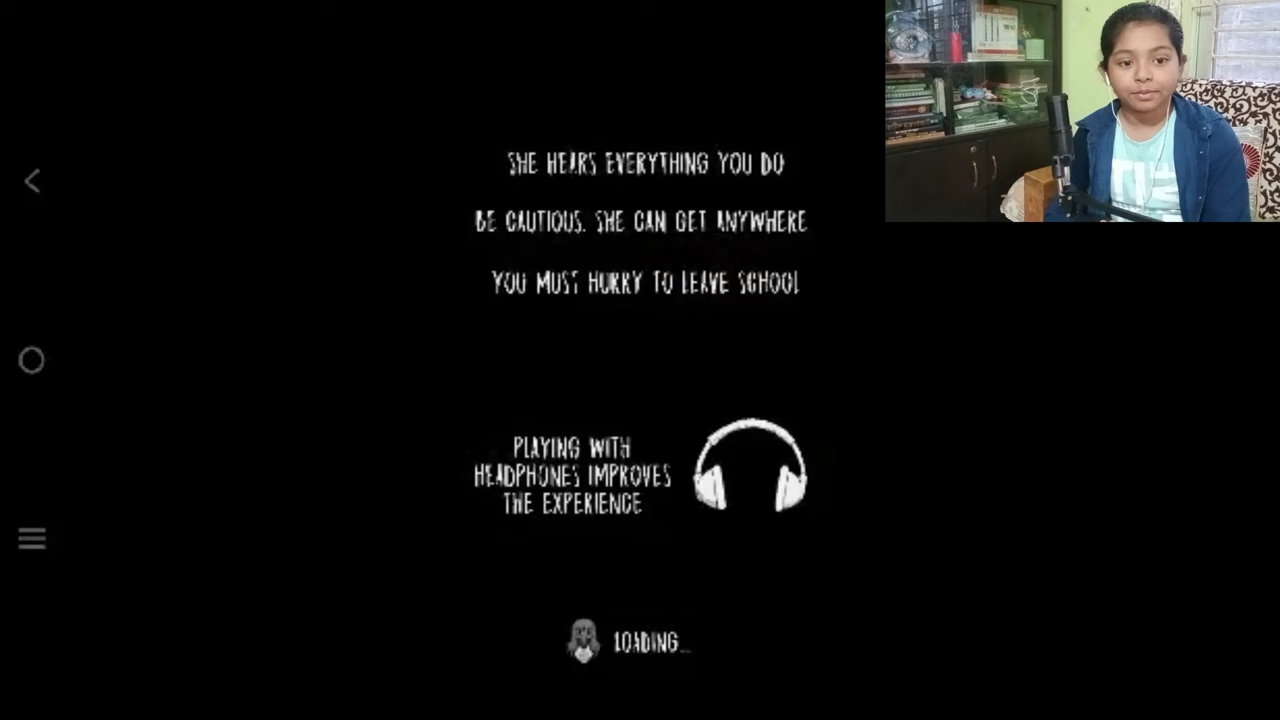 SHE HEARS EVERYTHING YOU DO
BE CAUTIOUS. SHE CAN GET ANYWHERE
YOU MUST HURRY TO LEAVE SCHOOL
PLAYING WITH
HEADPHONES IMPROVES
THE EXPERIENCE
LOADING...